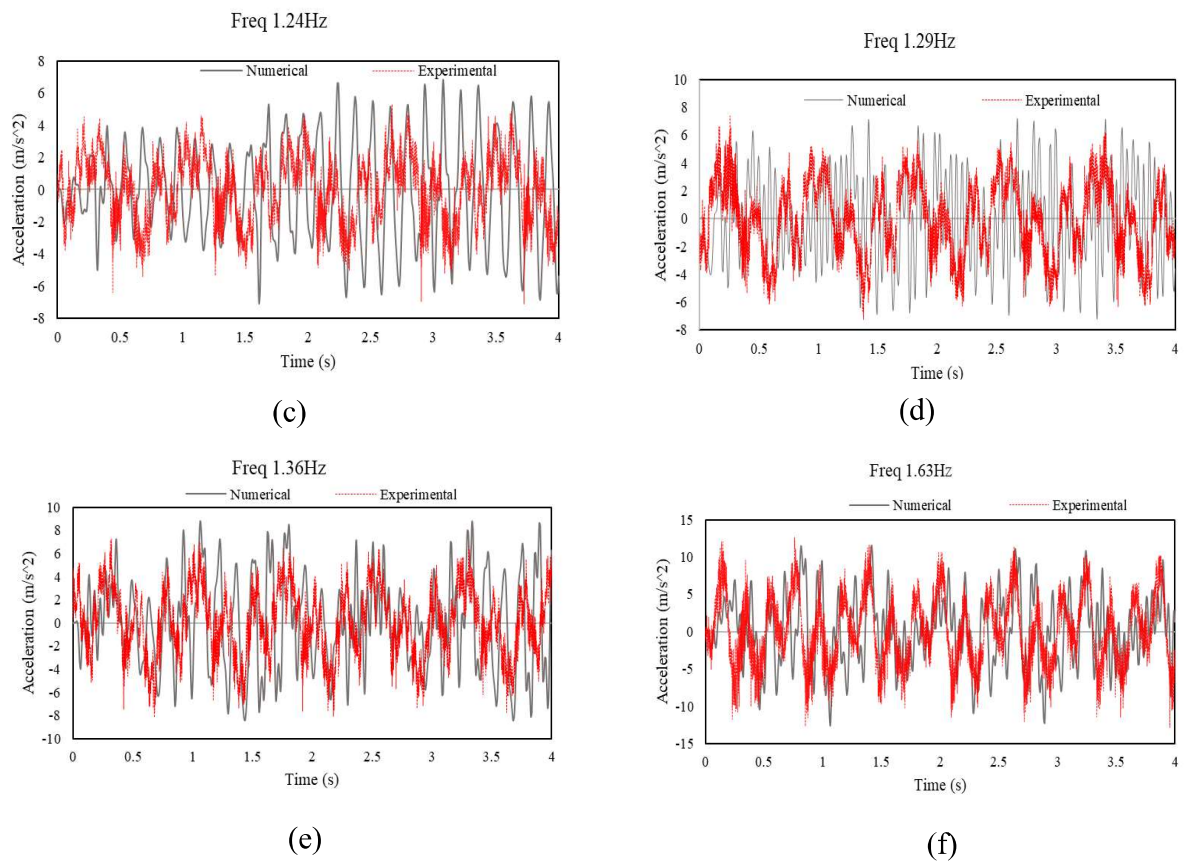 (c)
Freq 1.24Hz
Numerical Experimental
Acceleration (m/s^2)
8
6
4
2
0
-2
-4
-6
-8
0 0.5 1 1.5 2 2.5 3 3.5 4
Time (s)
(c)
(d)
Freq 1.29Hz
Numerical Experimental
Acceleration (m/s^2)
10
8
6
4
2
0
-2
-4
-6
-8
0 0.5 1 1.5 2 2.5 3 3.5 4
Time (s)
(d)
Freq 1.36Hz
Numerical Experimental
Acceleration (m/s^2)
10
8
6
4
2
0
-2
-4
-6
-8
-10
0 0.5 1 1.5 2 2.5 3 3.5 4
Time (s)
(e)
Freq 1.63Hz
Numerical Experimental
Acceleration (m/s^2)
15
10
5
0
-5
-10
-15
0 0.5 1 1.5 2 2.5 3 3.5 4
Time (s)
(f)